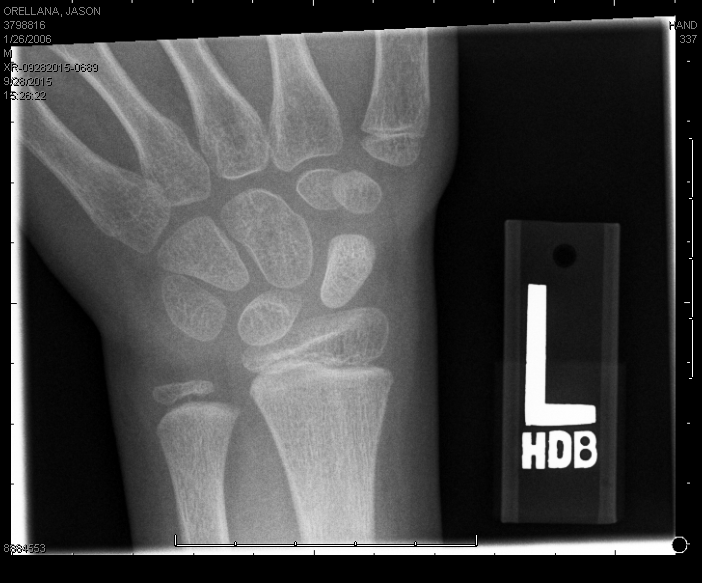 ORELLANA, JASON
3798816
1/26/2006
M
XR-09282015-0689
9/28/2015
15:26:22
HAND
337
L
HDB
8884553